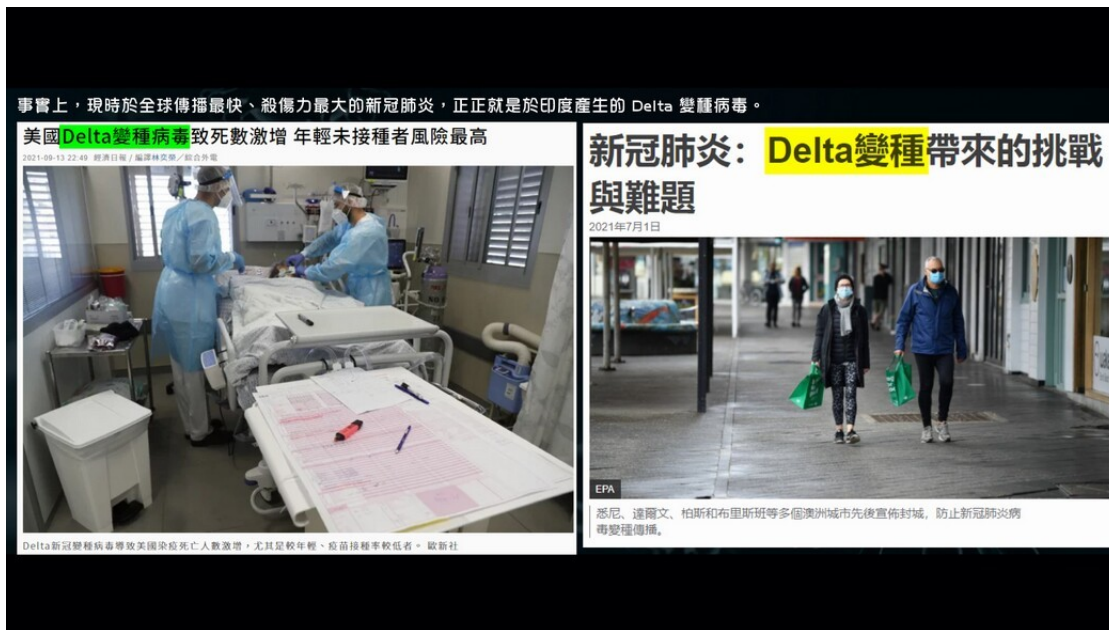 事實上，現時於全球傳播最快、殺傷力最大的新冠肺炎，正正就是於印度產生的 Delta 變種病毒。
美國Delta變種病毒致死數激增 年輕未接種者風險最高
2021-09-13 22:49 經濟日報 / 編譯林奕榮／綜合外電
Delta新冠變種病毒導致美國染疫死亡人數激增，尤其是較年輕、疫苗接種率較低者。 歐新社
新冠肺炎：Delta變種帶來的挑戰
與難題
2021年7月1日
EPA
悉尼、達爾文、柏斯和布里斯班等多個澳洲城市先後宣佈封城，防止新冠肺炎病
毒變種傳播。